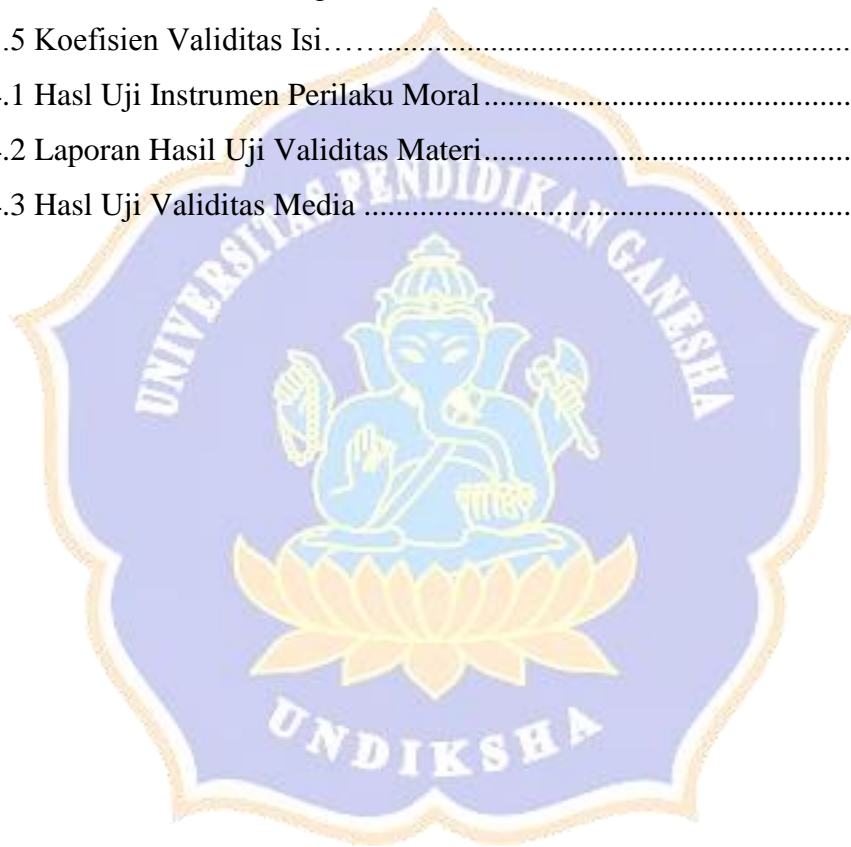 .5 Koefisien Validitas Isi……..........................................................
.1 Hasl Uji Instrumen Perilaku Moral..............................................
.2 Laporan Hasil Uji Validitas Materi..............................................
.3 Hasl Uji Validitas Media .............................................................
UNIVERSITAS PENDIDIKAN GANESHA
UNDIKSHA